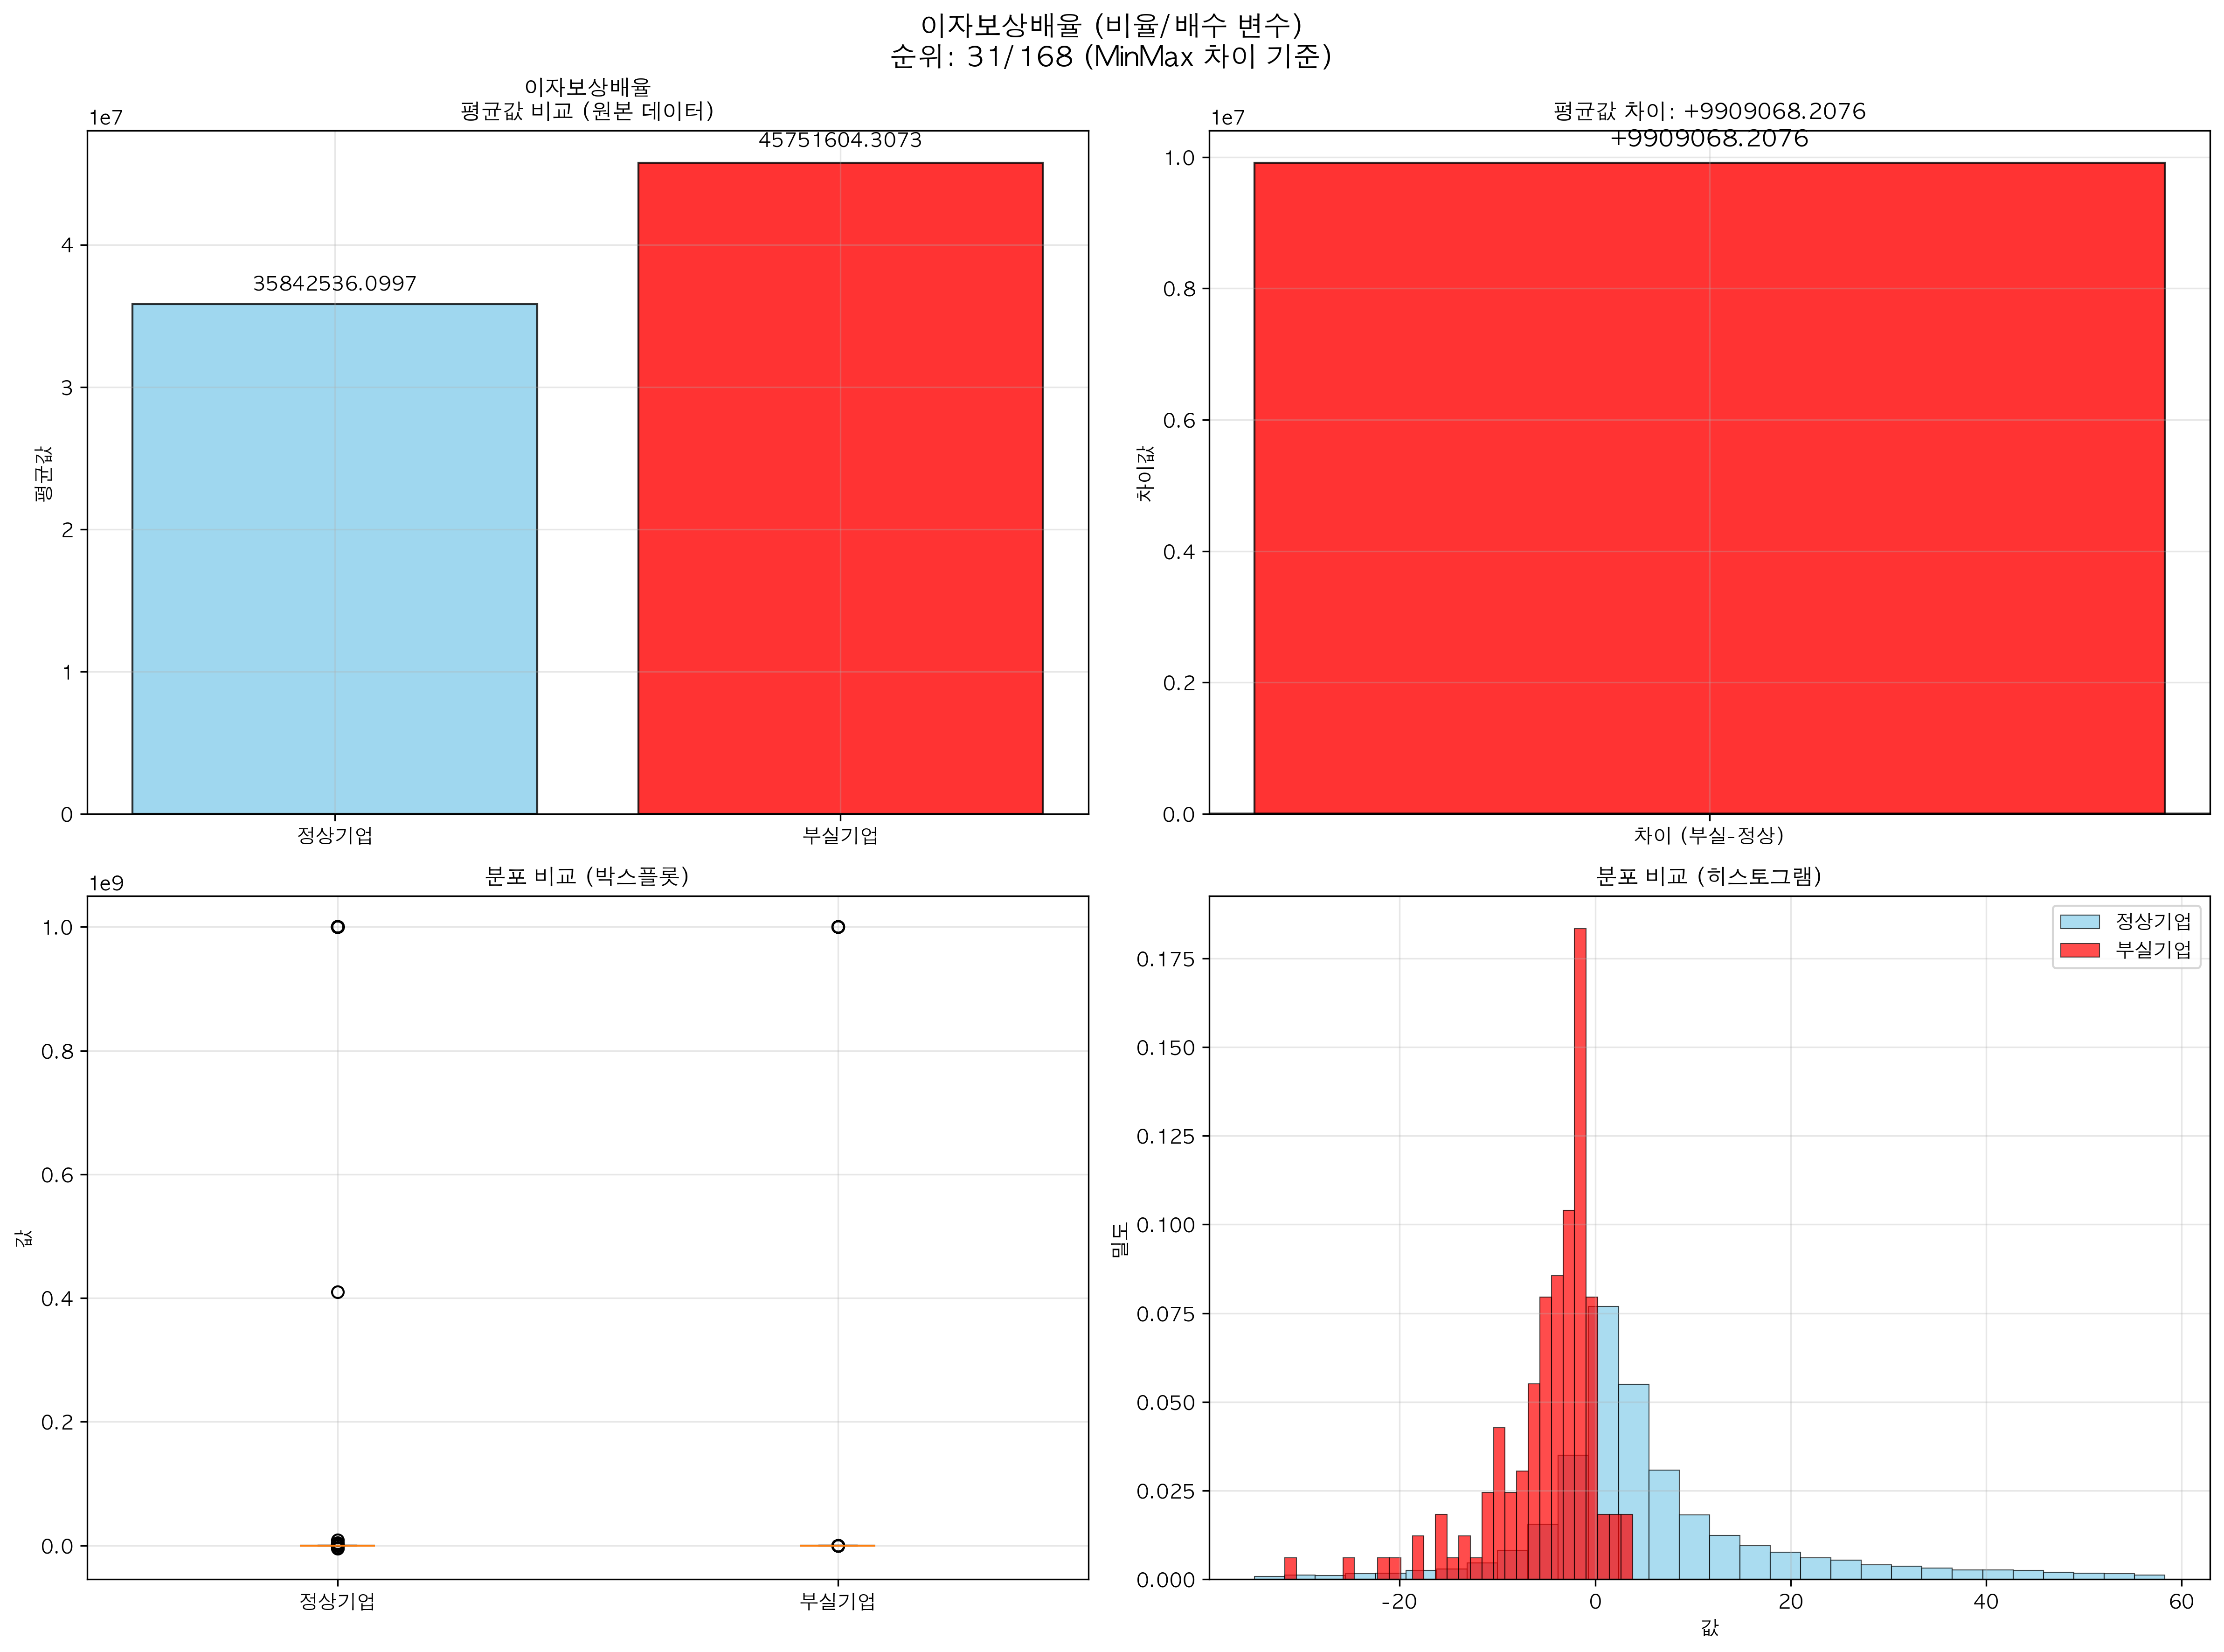 이자보상배율 (비율/배수 변수)
순위: 31/168 (MinMax 차이 기준)
이자보상배율
평균값 비교 (원본 데이터)
1e7
45751604.3073
35842536.0997
4
3
2
1
0
평균값
정상기업
부실기업
평균값 차이: +9909068.2076
1e7
+9909068.2076
1.0
0.8
0.6
0.4
0.2
0.0
차이값
차이 (부실-정상)
분포 비교 (박스플롯)
1e9
1.0
0.8
0.6
0.4
0.2
0.0
값
정상기업
부실기업
분포 비교 (히스토그램)
정상기업
부실기업
0.175
0.150
0.125
0.100
0.075
0.050
0.025
0.000
밀도
-20
0
20
40
60
값